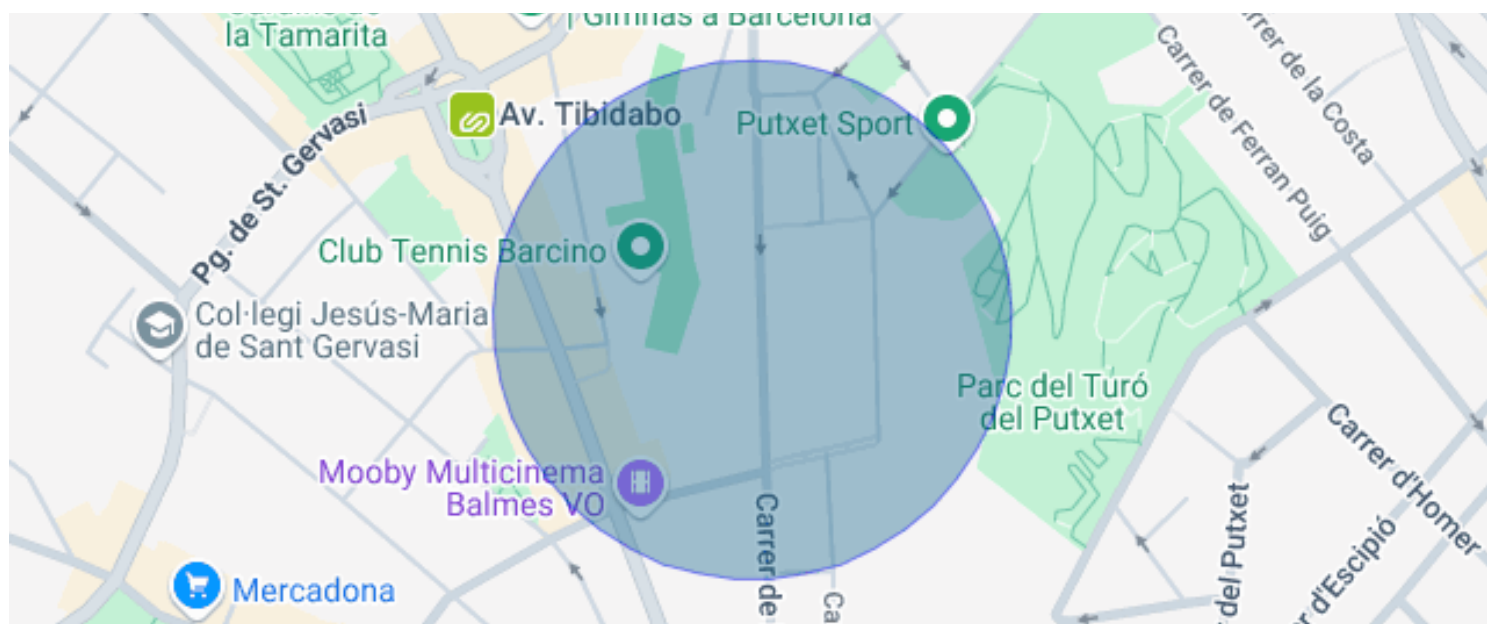 la Tamarita
| Gimnàs a Barcelona
Av. Tibidabo
Putxet Sport
Carrer de la Costa
Carrer de Ferran Puig
Pg. de St. Gervasi
Club Tennis Barcino
Col·legi Jesús-Maria
de Sant Gervasi
Parc del Turó
del Putxet
Mooby Multicinema
Balmes VO
Carrer de
Carrer d'Homer
del Putxet
d'Escipió
Mercadona
Ca